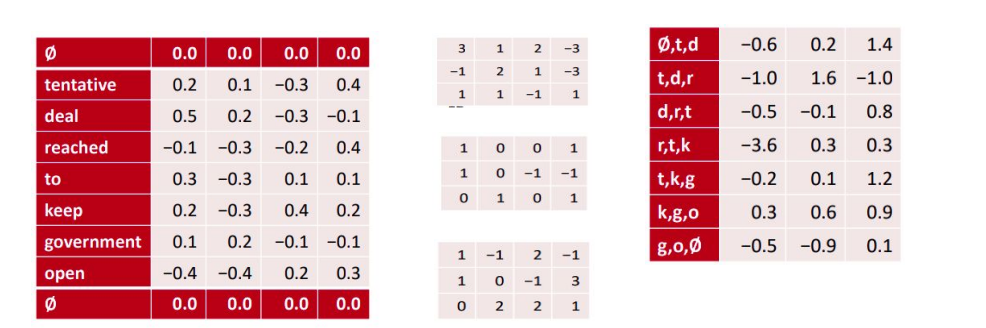 Ø 0.0 0.0 0.0 0.0
tentative 0.2 0.1 −0.3 0.4
deal 0.5 0.2 −0.3 −0.1
reached −0.1 −0.3 −0.2 0.4
to 0.3 −0.3 0.1 0.1
keep 0.2 −0.3 0.4 0.2
government 0.1 0.2 −0.1 −0.1
open −0.4 −0.4 0.2 0.3
Ø 0.0 0.0 0.0 0.0
3 1 2 −3
−1 2 1 −3
1 1 −1 1
1 0 0 1
1 0 −1 −1
0 1 0 1
1 −1 2 −1
1 0 −1 3
0 2 2 1
Ø,t,d −0.6 0.2 1.4
t,d,r −1.0 1.6 −1.0
d,r,t −0.5 −0.1 0.8
r,t,k −3.6 0.3 0.3
t,k,g −0.2 0.1 1.2
k,g,o 0.3 0.6 0.9
g,o,Ø −0.5 −0.9 0.1